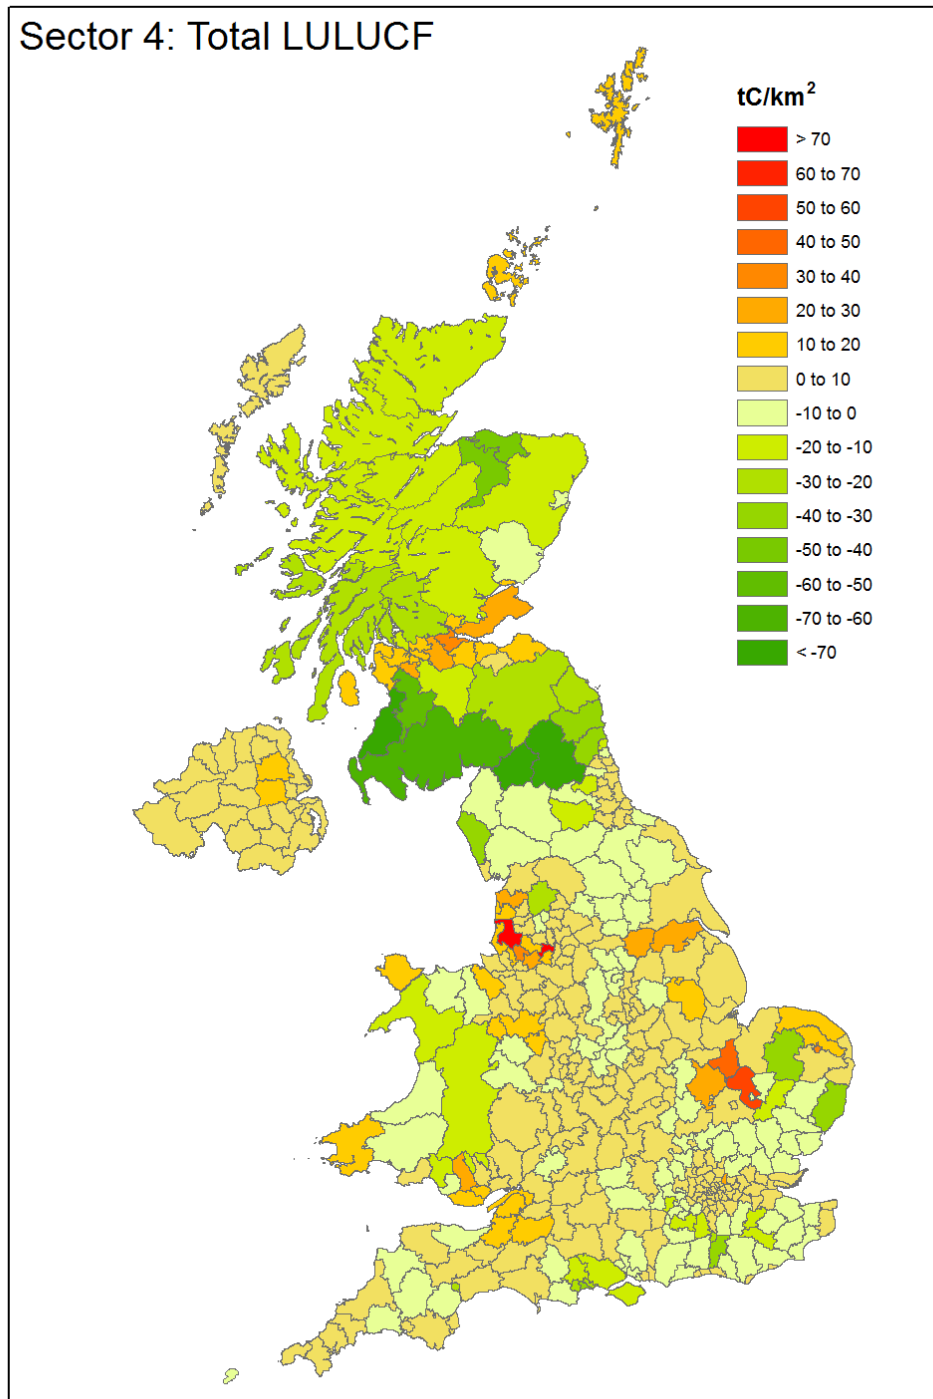 Sector 4: Total LULUCF
tC/km²
> 70
60 to 70
50 to 60
40 to 50
30 to 40
20 to 30
10 to 20
0 to 10
-10 to 0
-20 to -10
-30 to -20
-40 to -30
-50 to -40
-60 to -50
-70 to -60
< -70